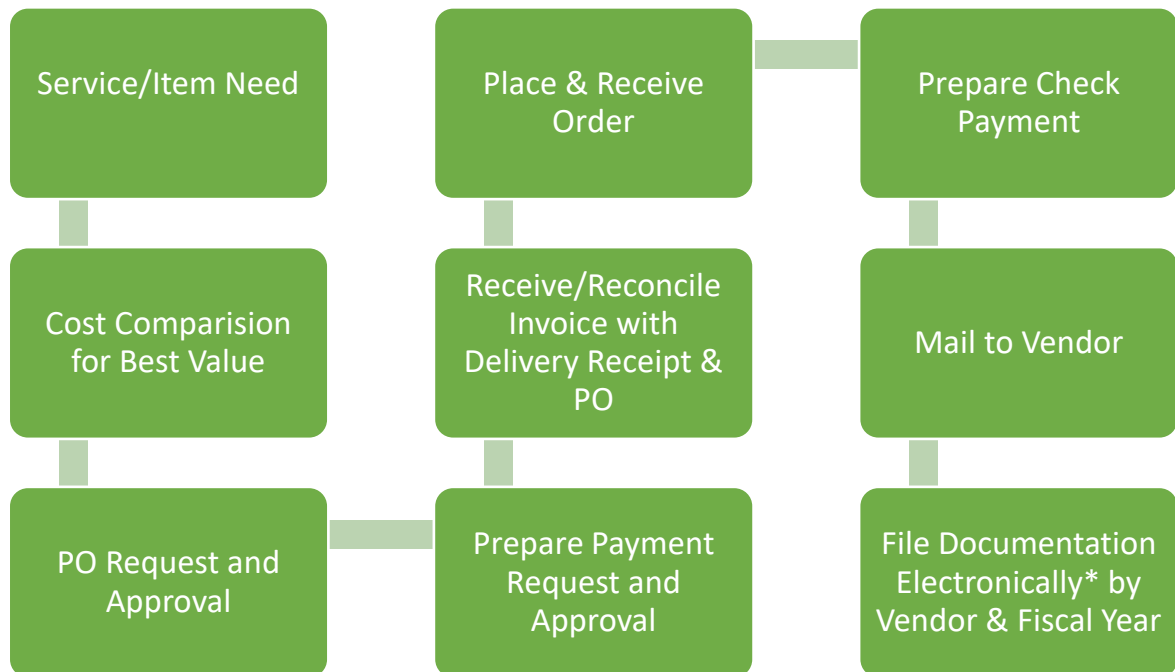 Service/Item Need
Cost Comparision
for Best Value
PO Request and
Approval
Prepare Payment
Request and
Approval
Receive/Reconcile
Invoice with
Delivery Receipt &
PO
Place & Receive
Order
Prepare Check
Payment
Mail to Vendor
File Documentation
Electronically* by
Vendor & Fiscal Year